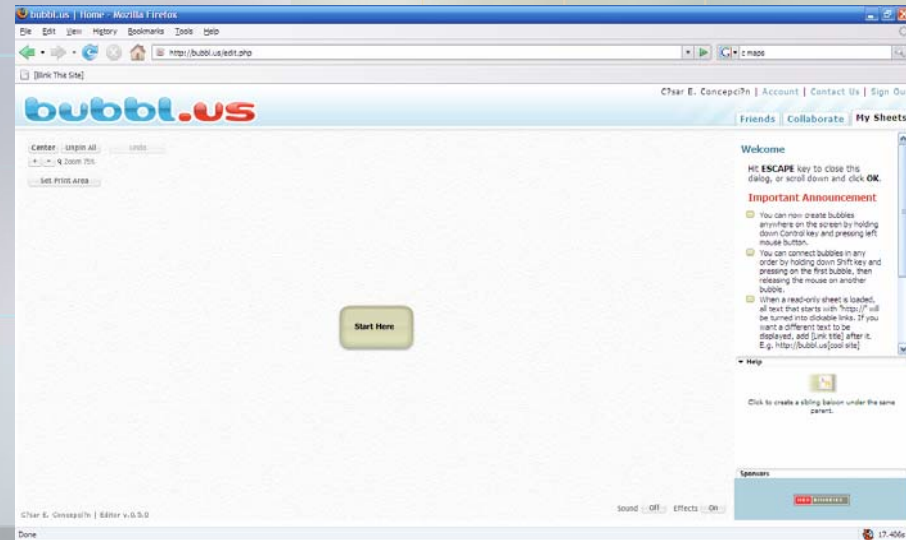 bubbl.us | Home - Mozilla Firefox
File Edit View History Bookmarks Tools Help
http://bubbl.us/edit.php
c maps
[Blink This Site]
C?sar E. Concepci?n | Account | Contact Us | Sign Ou
bubbl.us
Friends Collaborate My Sheets
Center Unpin All Undo
+ - Zoom 75%
Set Print Area
Welcome
Hit ESCAPE key to close this
dialog, or scroll down and click OK.
Important Announcement
You can now create bubbles
anywhere on the screen by holding
down Control key and pressing left
mouse button.
You can connect bubbles in any
order by holding down Shift key and
pressing on the first bubble, then
releasing the mouse on another
bubble.
When a read-only sheet is loaded,
all text that starts with "http://" will
be turned into clickable links. If you
want a different text to be
displayed, add [Link title] after it.
E.g. http://bubbl.us[cool site]
Start Here
Help
Click to create a sibling baloon under the same
parent.
Sponsors
Sound Off Effects On
C?sar E. Concepci?n | Editor v.0.5.0
Done
17.406s